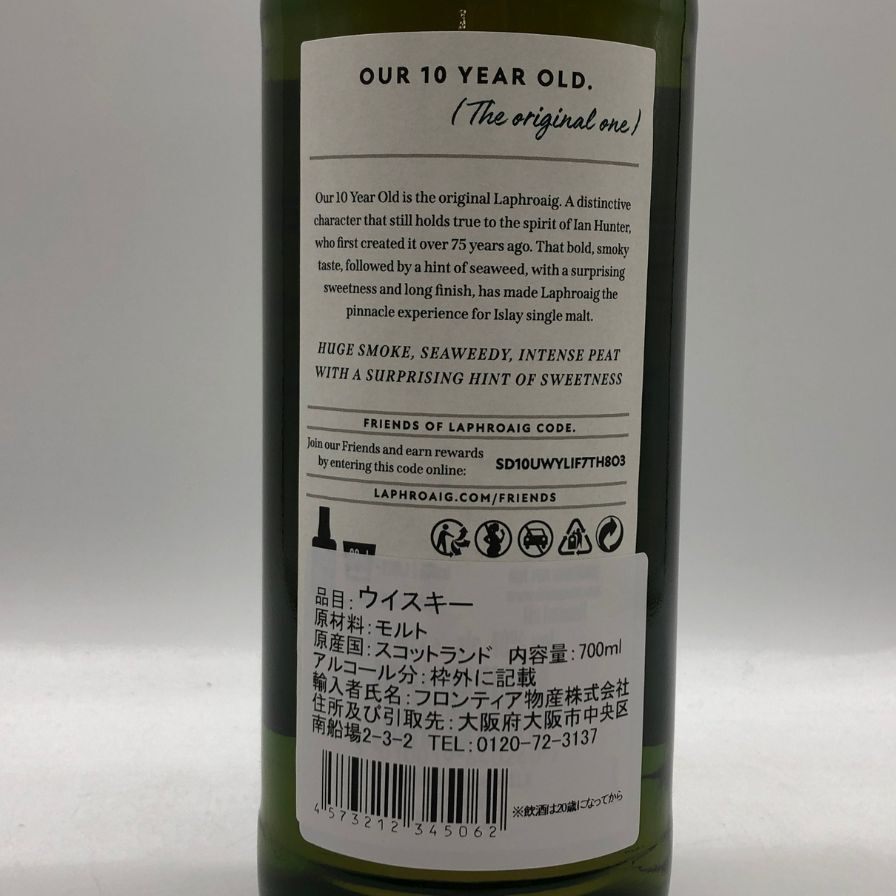 OUR 10 YEAR OLD.
(The original one)
Our 10 Year Old is the original Laphroaig. A distinctive
character that still holds true to the spirit of Ian Hunter,
who first created it over 75 years ago. That bold, smoky
taste, followed by a hint of seaweed, with a surprising
sweetness and long finish, has made Laphroaig the
pinnacle experience for Islay single malt.
HUGE SMOKE, SEAWEEDY, INTENSE PEAT
WITH A SURPRISING HINT OF SWEETNESS
FRIENDS OF LAPHROAIG CODE.
Join our Friends and earn rewards
by entering this code online:
SD10UWYLIF7TH8O3
LAPHROAIG.COM/FRIENDS
品目:ウイスキー
原材料:モルト
原産国:スコットランド 内容量:700ml
アルコール分:枠外に記載
輸入者氏名:フロンティア物産株式会社
住所及び引取先:大阪府大阪市中央区
南船場2-3-2 TEL:0120-72-3137
4 573212 345062
※飲酒は20歳になってから